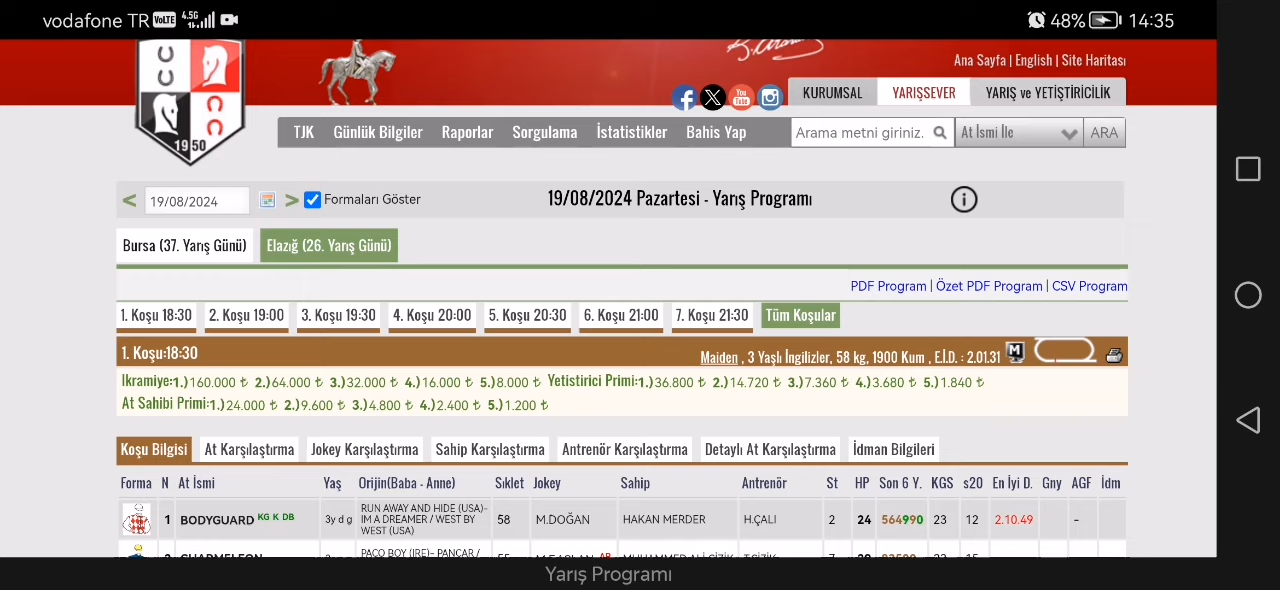 vodafone TR VoLTE 4.5G 48% 14:35
Ana Sayfa | English | Site Haritası
KURUMSAL YARIŞSEVER YARIŞ ve YETİŞTİRİCİLİK
TJK Günlük Bilgiler Raporlar Sorgulama İstatistikler Bahis Yap Arama metni giriniz. At İsmi İle ARA
1950
< 19/08/2024 > Formaları Göster 19/08/2024 Pazartesi - Yarış Programı
Bursa (37. Yarış Günü) Elazığ (26. Yarış Günü)
PDF Program | Özet PDF Program | CSV Program
1. Koşu 18:30 2. Koşu 19:00 3. Koşu 19:30 4. Koşu 20:00 5. Koşu 20:30 6. Koşu 21:00 7. Koşu 21:30 Tüm Koşular
1. Koşu:18:30
Maiden , 3 Yaşlı İngilizler, 58 kg, 1900 Kum , E.İ.D. : 2.01.31 M
Ikramiye:1.)160.000 ₺ 2.)64.000 ₺ 3.)32.000 ₺ 4.)16.000 ₺ 5.)8.000 ₺ Yetistirici Primi:1.)36.800 ₺ 2.)14.720 ₺ 3.)7.360 ₺ 4.)3.680 ₺ 5.)1.840 ₺
At Sahibi Primi:1.)24.000 ₺ 2.)9.600 ₺ 3.)4.800 ₺ 4.)2.400 ₺ 5.)1.200 ₺
Koşu Bilgisi At Karşılaştırma Jokey Karşılaştırma Sahip Karşılaştırma Antrenör Karşılaştırma Detaylı At Karşılaştırma İdman Bilgileri
Forma N At İsmi Yaş Orijin(Baba - Anne) Sıklet Jokey Sahip Antrenör St HP Son 6 Y. KGS s20 En İyi D. Gny AGF İdm
1 BODYGUARD KG K DB 3y d g RUN AWAY AND HIDE (USA)- IM A DREAMER / WEST BY WEST (USA) 58 M.DOĞAN HAKAN MERDER H.ÇALI 2 24 564990 23 12 2.10.49 -
PACO BOY (IRE)- PANCAR /
Yarış Programı